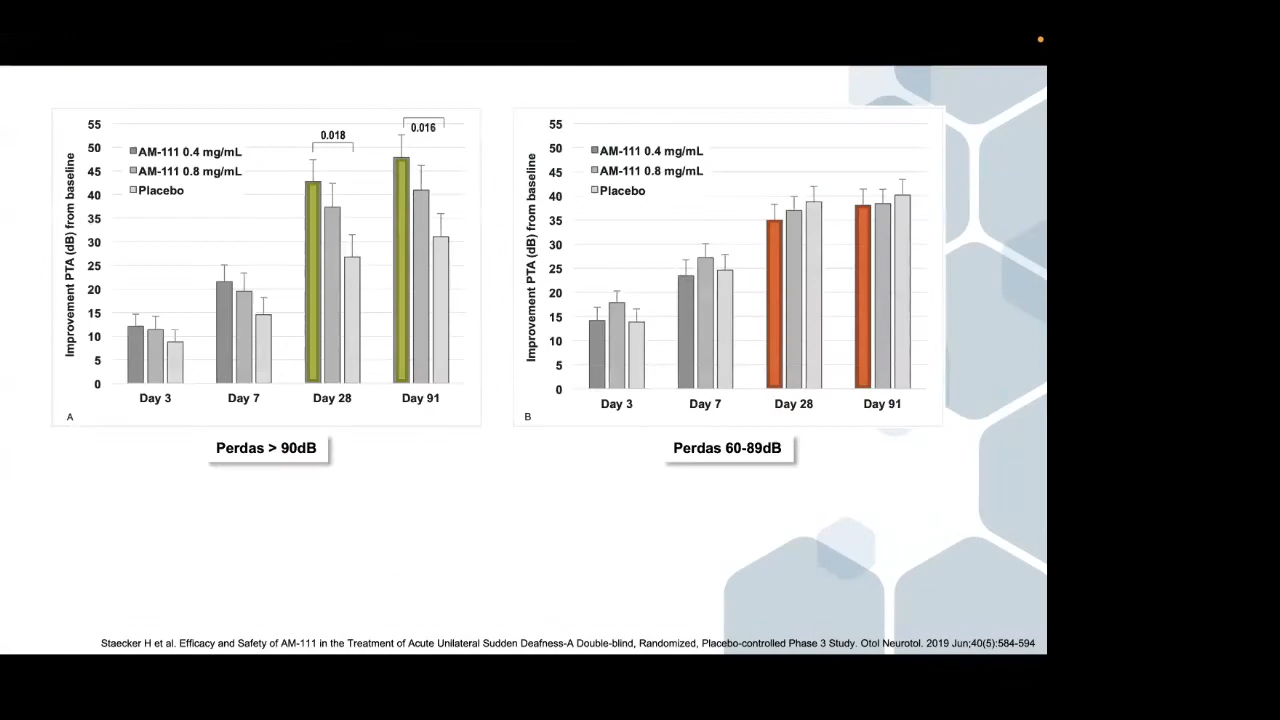 Improvement PTA (dB) from baseline
55
50
45
40
35
30
25
20
15
10
5
0
AM-111 0.4 mg/mL
AM-111 0.8 mg/mL
Placebo
0.018
0.016
Day 3
Day 7
Day 28
Day 91
A
Perdas > 90dB
Improvement PTA (dB) from baseline
55
50
45
40
35
30
25
20
15
10
5
0
AM-111 0.4 mg/mL
AM-111 0.8 mg/mL
Placebo
Day 3
Day 7
Day 28
Day 91
B
Perdas 60-89dB
Staecker H et al. Efficacy and Safety of AM-111 in the Treatment of Acute Unilateral Sudden Deafness-A Double-blind, Randomized, Placebo-controlled Phase 3 Study. Otol Neurotol. 2019 Jun;40(5):584-594